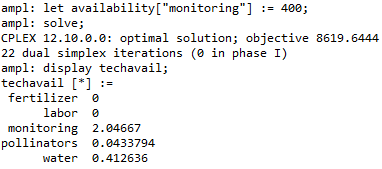 ampl: let availability["monitoring"] := 400;
ampl: solve;
CPLEX 12.10.0.0: optimal solution; objective 8619.6444
22 dual simplex iterations (0 in phase I)
ampl: display techavail;
techavail [*] :=
 fertilizer  0
      labor  0
 monitoring  2.04667
pollinators  0.0433794
      water  0.412636